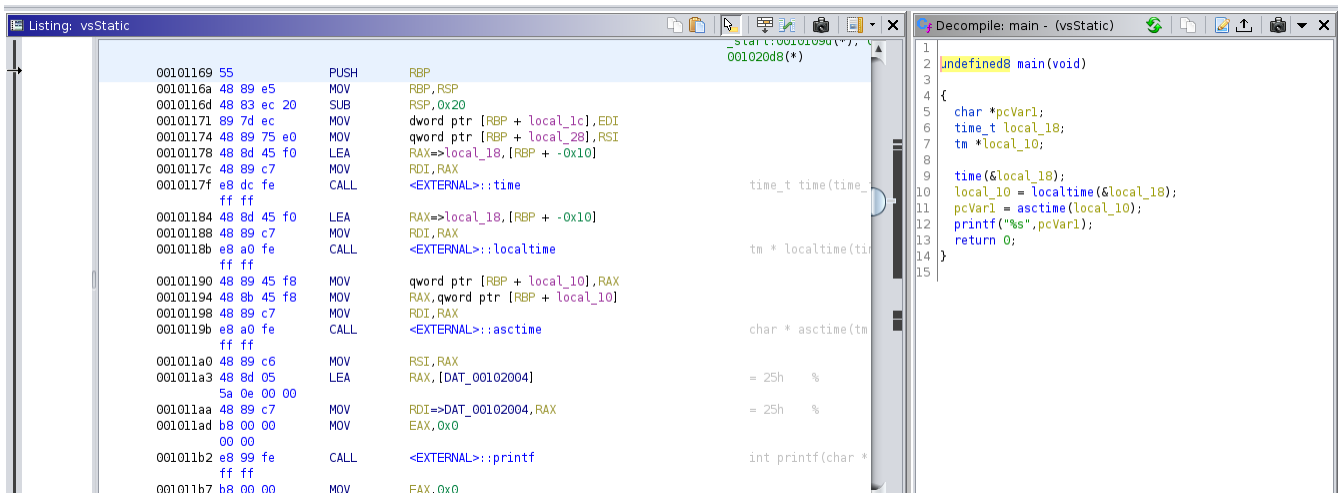 Listing: vsStatic
_start:0010109d(*),
001020d8(*)
00101169 55 PUSH RBP
0010116a 48 89 e5 MOV RBP,RSP
0010116d 48 83 ec 20 SUB RSP,0x20
00101171 89 7d ec MOV dword ptr [RBP + local_1c],EDI
00101174 48 89 75 e0 MOV qword ptr [RBP + local_28],RSI
00101178 48 8d 45 f0 LEA RAX=>local_18,[RBP + -0x10]
0010117c 48 89 c7 MOV RDI,RAX
0010117f e8 dc fe CALL <EXTERNAL>::time time_t time(time_
ff ff
00101184 48 8d 45 f0 LEA RAX=>local_18,[RBP + -0x10]
00101188 48 89 c7 MOV RDI,RAX
0010118b e8 a0 fe CALL <EXTERNAL>::localtime tm * localtime(tim
ff ff
00101190 48 89 45 f8 MOV qword ptr [RBP + local_10],RAX
00101194 48 8b 45 f8 MOV RAX,qword ptr [RBP + local_10]
00101198 48 89 c7 MOV RDI,RAX
0010119b e8 a0 fe CALL <EXTERNAL>::asctime char * asctime(tm
ff ff
001011a0 48 89 c6 MOV RSI,RAX
001011a3 48 8d 05 LEA RAX,[DAT_00102004] = 25h %
5a 0e 00 00
001011aa 48 89 c7 MOV RDI=>DAT_00102004,RAX = 25h %
001011ad b8 00 00 MOV EAX,0x0
00 00
001011b2 e8 99 fe CALL <EXTERNAL>::printf int printf(char *
ff ff
001011b7 b8 00 00 MOV EAX,0x0
Decompile: main - (vsStatic)
1
2 undefined8 main(void)
3
4 {
5 char *pcVar1;
6 time_t local_18;
7 tm *local_10;
8
9 time(&local_18);
10 local_10 = localtime(&local_18);
11 pcVar1 = asctime(local_10);
12 printf("%s",pcVar1);
13 return 0;
14 }
15